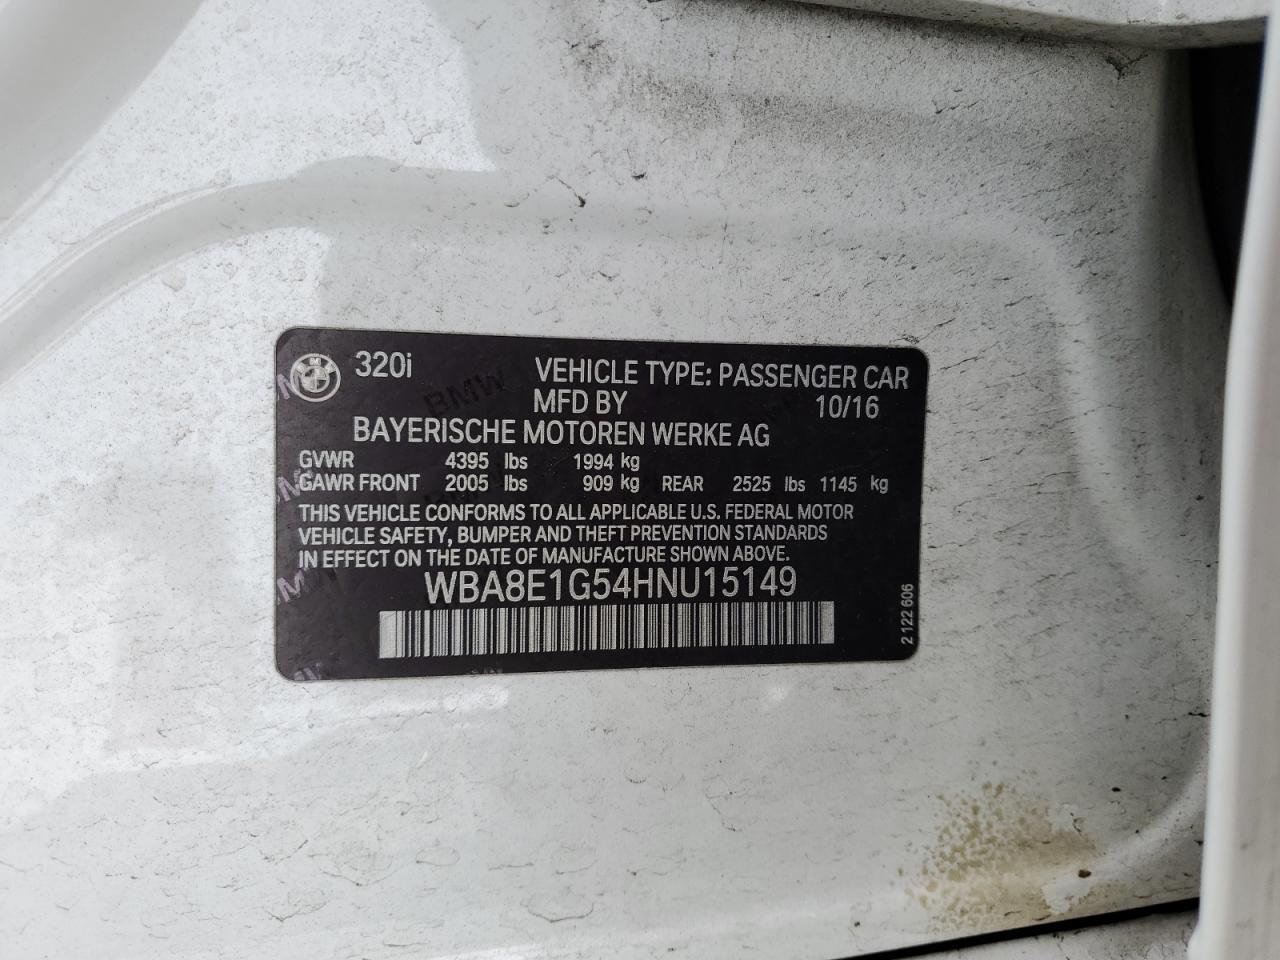 320i VEHICLE TYPE: PASSENGER CAR
MFD BY 10/16
BAYERISCHE MOTOREN WERKE AG
GVWR 4395 lbs 1994 kg
GAWR FRONT 2005 lbs 909 kg REAR 2525 lbs 1145 kg
THIS VEHICLE CONFORMS TO ALL APPLICABLE U.S. FEDERAL MOTOR
VEHICLE SAFETY, BUMPER AND THEFT PREVENTION STANDARDS
IN EFFECT ON THE DATE OF MANUFACTURE SHOWN ABOVE.
WBA8E1G54HNU15149
2 122 606
BMW